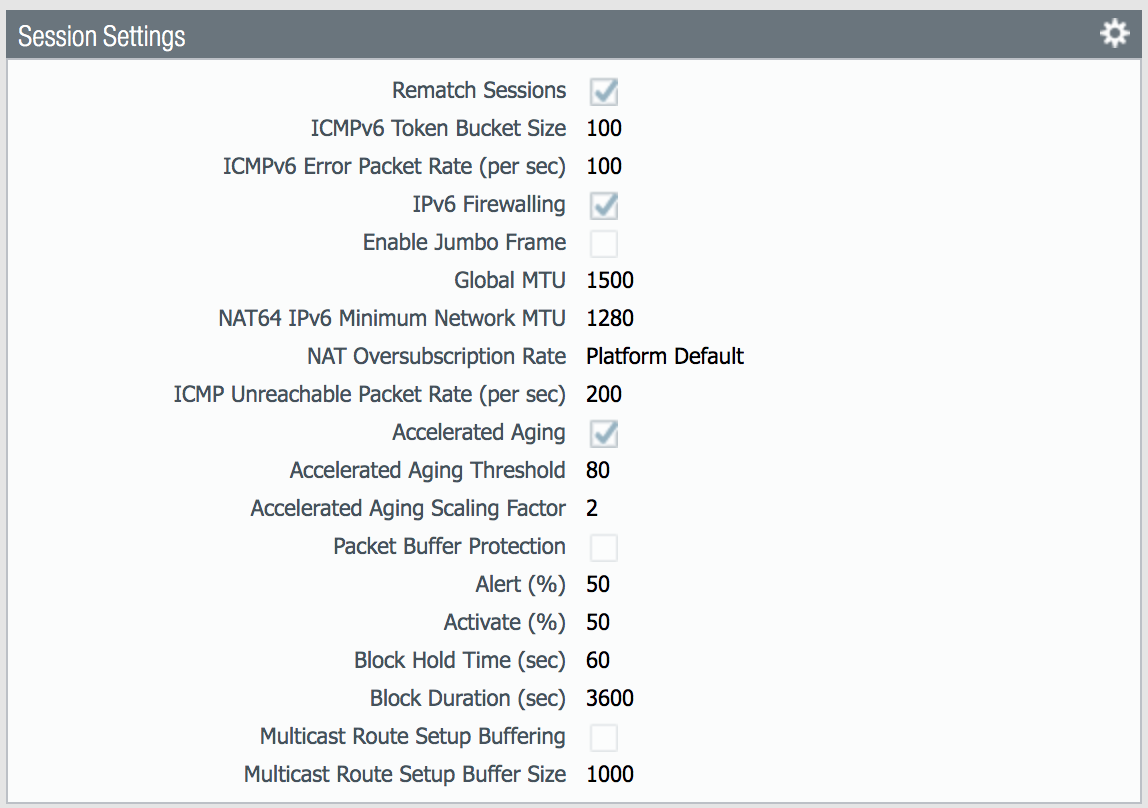 Session Settings
Rematch Sessions
ICMPv6 Token Bucket Size 100
ICMPv6 Error Packet Rate (per sec) 100
IPv6 Firewalling
Enable Jumbo Frame
Global MTU 1500
NAT64 IPv6 Minimum Network MTU 1280
NAT Oversubscription Rate Platform Default
ICMP Unreachable Packet Rate (per sec) 200
Accelerated Aging
Accelerated Aging Threshold 80
Accelerated Aging Scaling Factor 2
Packet Buffer Protection
Alert (%) 50
Activate (%) 50
Block Hold Time (sec) 60
Block Duration (sec) 3600
Multicast Route Setup Buffering
Multicast Route Setup Buffer Size 1000